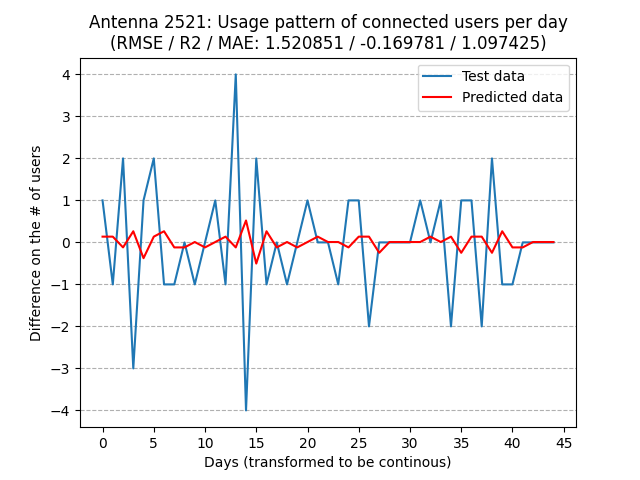 Antenna 2521: Usage pattern of connected users per day
(RMSE / R2 / MAE: 1.520851 / -0.169781 / 1.097425)
Test data
Predicted data
Difference on the # of users
4
3
2
1
0
−1
−2
−3
−4
0 5 10 15 20 25 30 35 40 45
Days (transformed to be continous)